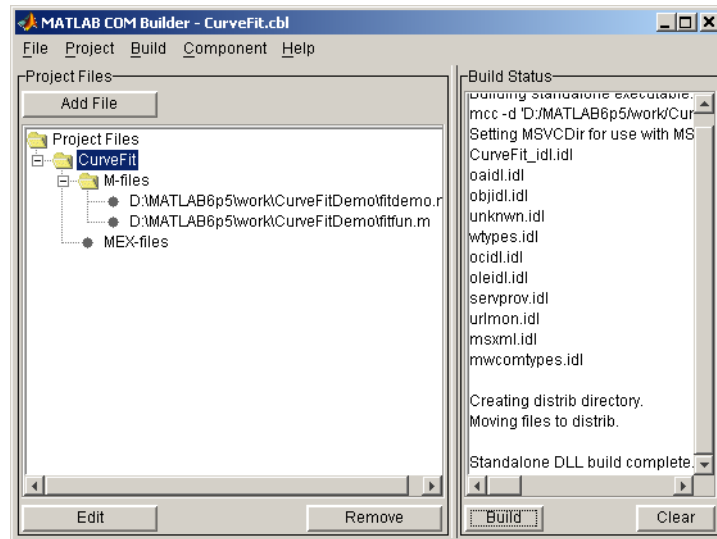 MATLAB COM Builder - CurveFit.cbl
File Project Build Component Help
Project Files
Add File
Project Files
CurveFit
M-files
D:\MATLAB6p5\work\CurveFitDemo\fitdemo.r
D:\MATLAB6p5\work\CurveFitDemo\fitfun.m
MEX-files
Edit
Remove
Build Status
Building standalone executable.
mcc -d 'D:/MATLAB6p5/work/Cur
Setting MSVCDir for use with MS
CurveFit_idl.idl
oaidl.idl
objidl.idl
unknwn.idl
wtypes.idl
ocidl.idl
oleidl.idl
servprov.idl
urlmon.idl
msxml.idl
mwcomtypes.idl
Creating distrib directory.
Moving files to distrib.
Standalone DLL build complete.
Build
Clear